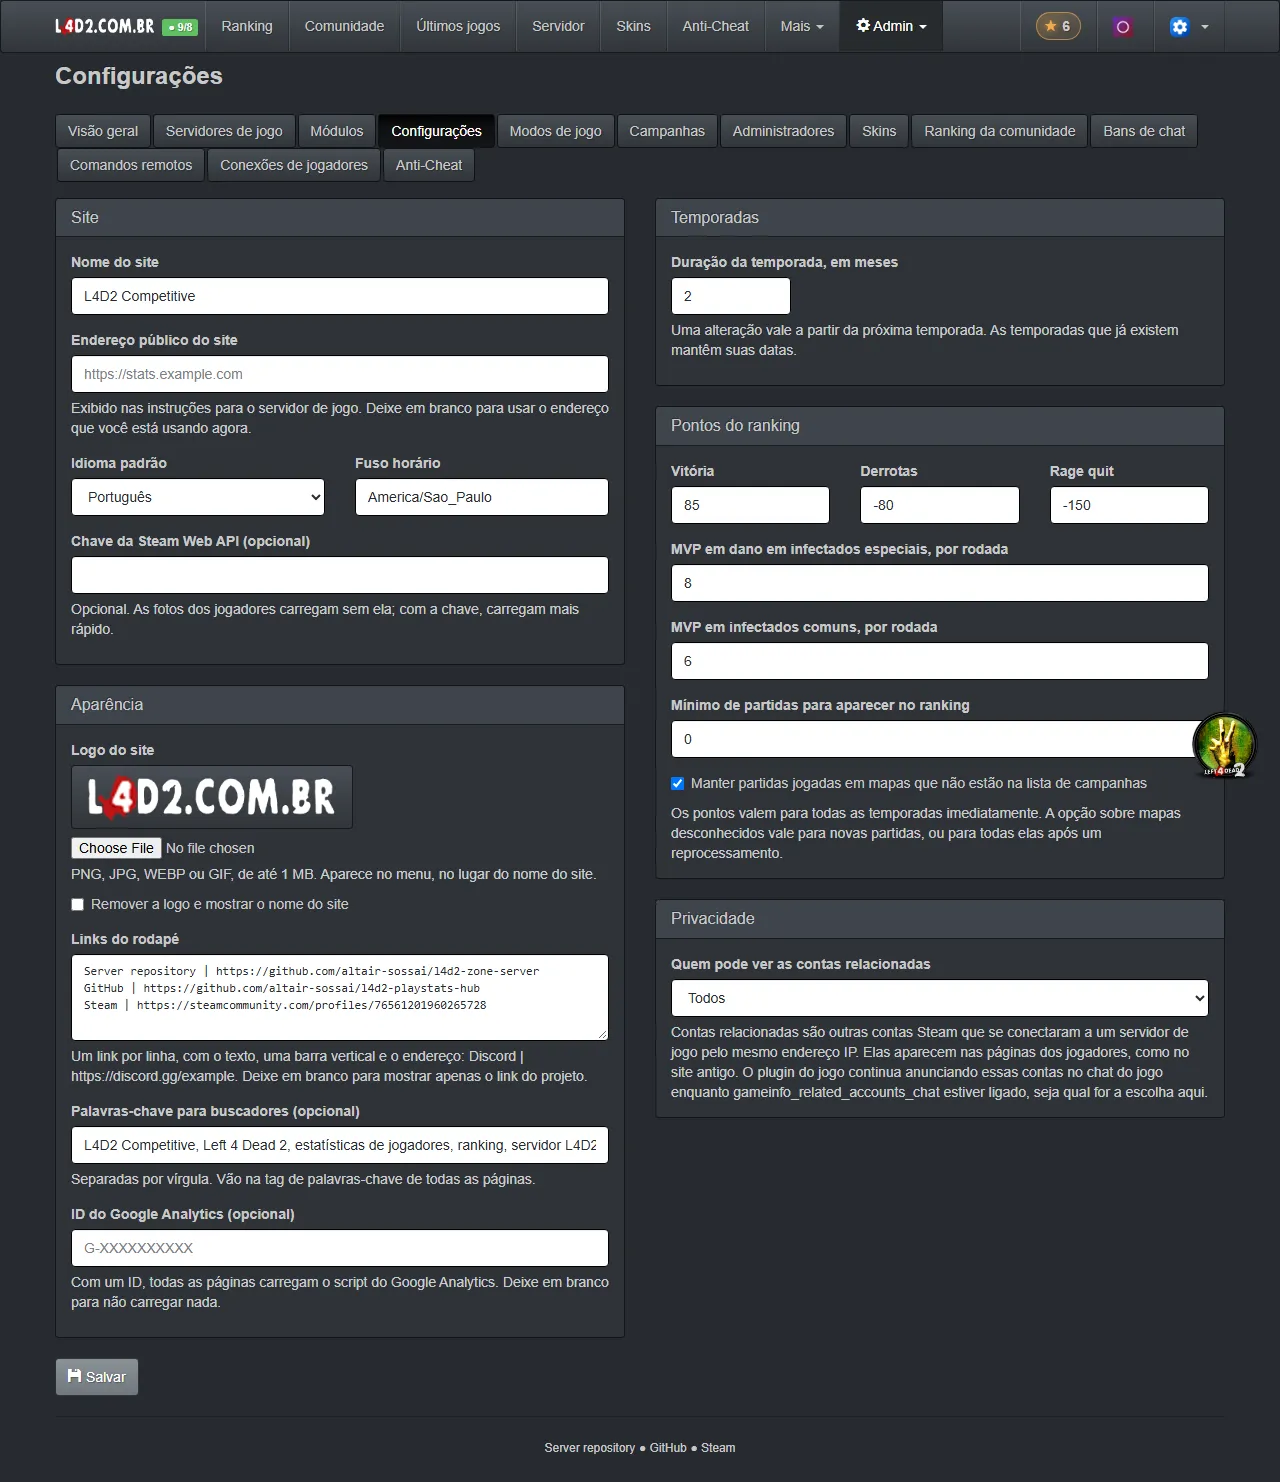 L4D2.COM.BR ● 9/8 Ranking Comunidade Últimos jogos Servidor Skins Anti-Cheat Mais Admin ★ 6
Configurações
Visão geral Servidores de jogo Módulos Configurações Modos de jogo Campanhas Administradores Skins Ranking da comunidade Bans de chat
Comandos remotos Conexões de jogadores Anti-Cheat
Site
Nome do site
L4D2 Competitive
Endereço público do site
https://stats.example.com
Exibido nas instruções para o servidor de jogo. Deixe em branco para usar o endereço
que você está usando agora.
Idioma padrão Fuso horário
Português America/Sao_Paulo
Chave da Steam Web API (opcional)
Opcional. As fotos dos jogadores carregam sem ela; com a chave, carregam mais
rápido.
Aparência
Logo do site
L4D2.COM.BR
Choose File No file chosen
PNG, JPG, WEBP ou GIF, de até 1 MB. Aparece no menu, no lugar do nome do site.
Remover a logo e mostrar o nome do site
Links do rodapé
Server repository | https://github.com/altair-sossai/l4d2-zone-server
GitHub | https://github.com/altair-sossai/l4d2-playstats-hub
Steam | https://steamcommunity.com/profiles/76561201960265728
Um link por linha, com o texto, uma barra vertical e o endereço: Discord |
https://discord.gg/example. Deixe em branco para mostrar apenas o link do projeto.
Palavras-chave para buscadores (opcional)
L4D2 Competitive, Left 4 Dead 2, estatísticas de jogadores, ranking, servidor L4D2
Separadas por vírgula. Vão na tag de palavras-chave de todas as páginas.
ID do Google Analytics (opcional)
G-XXXXXXXXXX
Com um ID, todas as páginas carregam o script do Google Analytics. Deixe em branco
para não carregar nada.
Salvar
Temporadas
Duração da temporada, em meses
2
Uma alteração vale a partir da próxima temporada. As temporadas que já existem
mantêm suas datas.
Pontos do ranking
Vitória Derrotas Rage quit
85 -80 -150
MVP em dano em infectados especiais, por rodada
8
MVP em infectados comuns, por rodada
6
Mínimo de partidas para aparecer no ranking
0
LEFT 4 DEAD 2
Manter partidas jogadas em mapas que não estão na lista de campanhas
Os pontos valem para todas as temporadas imediatamente. A opção sobre mapas
desconhecidos vale para novas partidas, ou para todas elas após um
reprocessamento.
Privacidade
Quem pode ver as contas relacionadas
Todos
Contas relacionadas são outras contas Steam que se conectaram a um servidor de
jogo pelo mesmo endereço IP. Elas aparecem nas páginas dos jogadores, como no
site antigo. O plugin do jogo continua anunciando essas contas no chat do jogo
enquanto gameinfo_related_accounts_chat estiver ligado, seja qual for a escolha aqui.
Server repository ● GitHub ● Steam